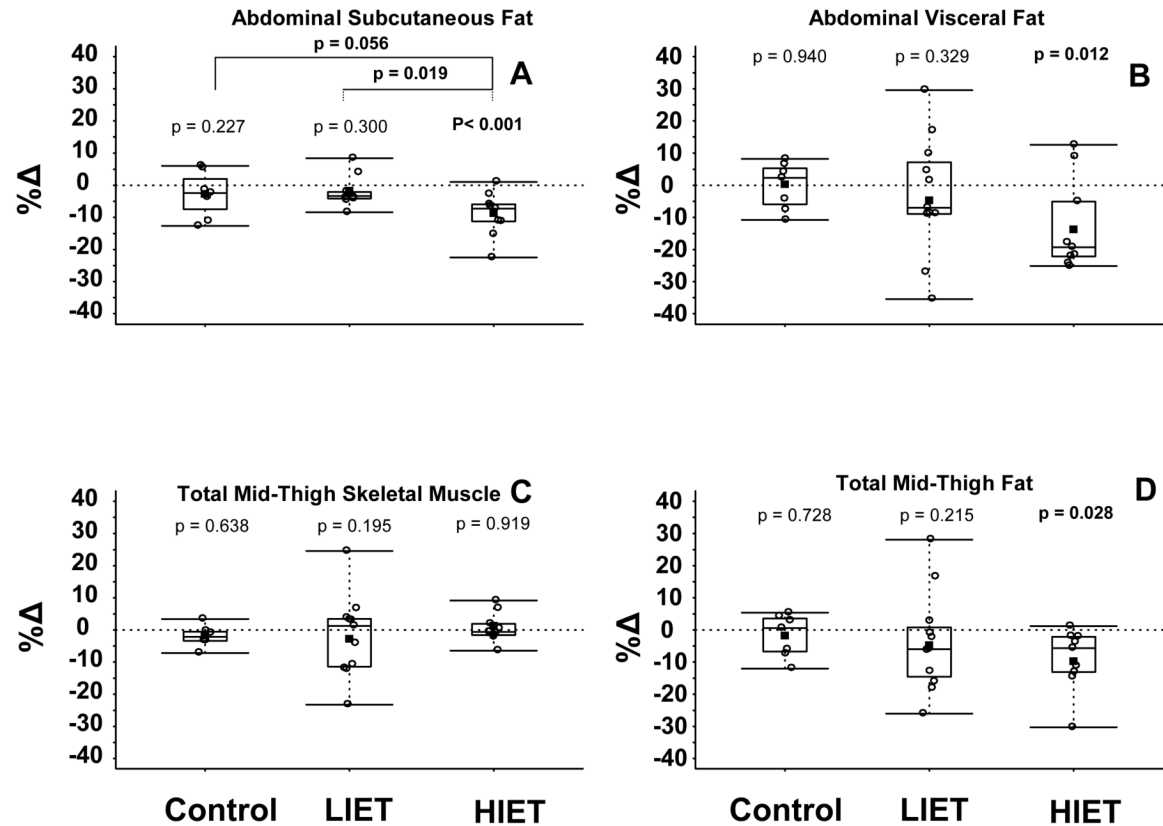 Abdominal Subcutaneous Fat
p = 0.056
A
p = 0.019
p = 0.227
p = 0.300
P< 0.001
%Δ
40
30
20
10
0
-10
-20
-30
-40
Abdominal Visceral Fat
p = 0.940
p = 0.329
p = 0.012
B
%Δ
40
30
20
10
0
-10
-20
-30
-40
Total Mid-Thigh Skeletal Muscle
C
p = 0.638
p = 0.195
p = 0.919
%Δ
40
30
20
10
0
-10
-20
-30
-40
Control LIET HIET
Total Mid-Thigh Fat
D
p = 0.728
p = 0.215
p = 0.028
%Δ
40
30
20
10
0
-10
-20
-30
-40
Control LIET HIET